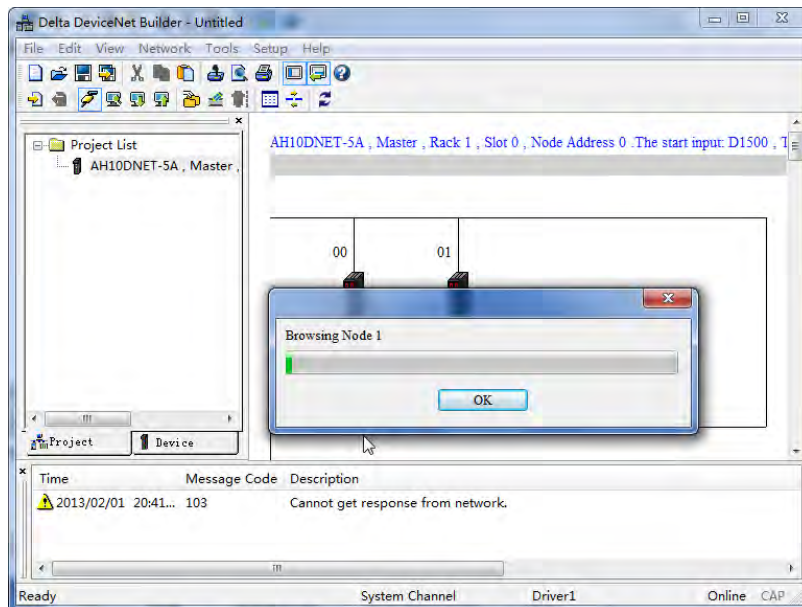 Delta DeviceNet Builder - Untitled
File Edit View Network Tools Setup Help
Project List
AH10DNET-5A , Master ,
AH10DNET-5A , Master , Rack 1 , Slot 0 , Node Address 0 .The start input: D1500 , T
00 01
Browsing Node 1
OK
Project Device
Time Message Code Description
2013/02/01 20:41... 103 Cannot get response from network.
Ready System Channel Driver1 Online CAP